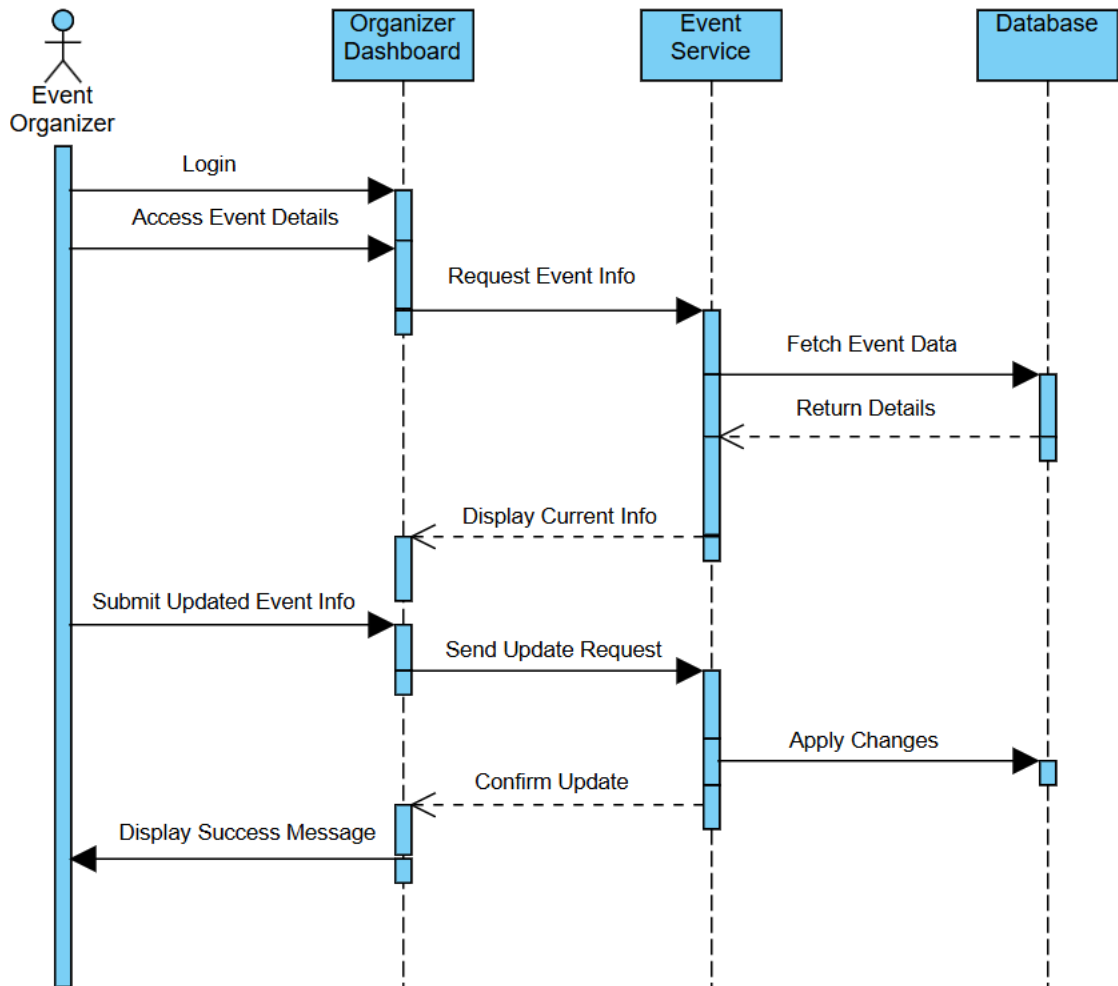 Organizer
Dashboard
Event
Service
Database
Event
Organizer
Login
Access Event Details
Request Event Info
Fetch Event Data
Return Details
Display Current Info
Submit Updated Event Info
Send Update Request
Apply Changes
Confirm Update
Display Success Message